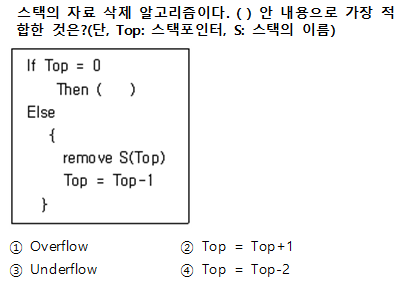 스택의 자료 삭제 알고리즘이다. ( ) 안 내용으로 가장 적
합한 것은?(단, Top: 스택포인터, S: 스택의 이름)
If Top = 0
Then ( )
Else
{
remove S(Top)
Top = Top-1
}
① Overflow ② Top = Top+1
③ Underflow ④ Top = Top-2